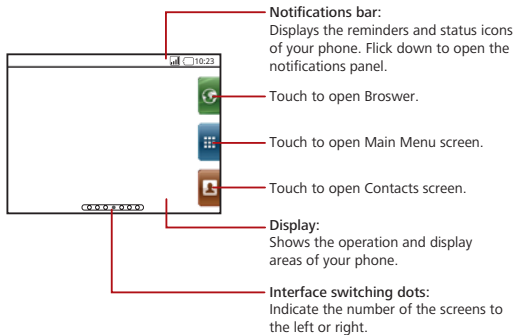 Notifications bar:
Displays the reminders and status icons
of your phone. Flick down to open the
notifications panel.
10:23
Touch to open Broswer.
Touch to open Main Menu screen.
Touch to open Contacts screen.
Display:
Shows the operation and display
areas of your phone.
Interface switching dots:
Indicate the number of the screens to
the left or right.